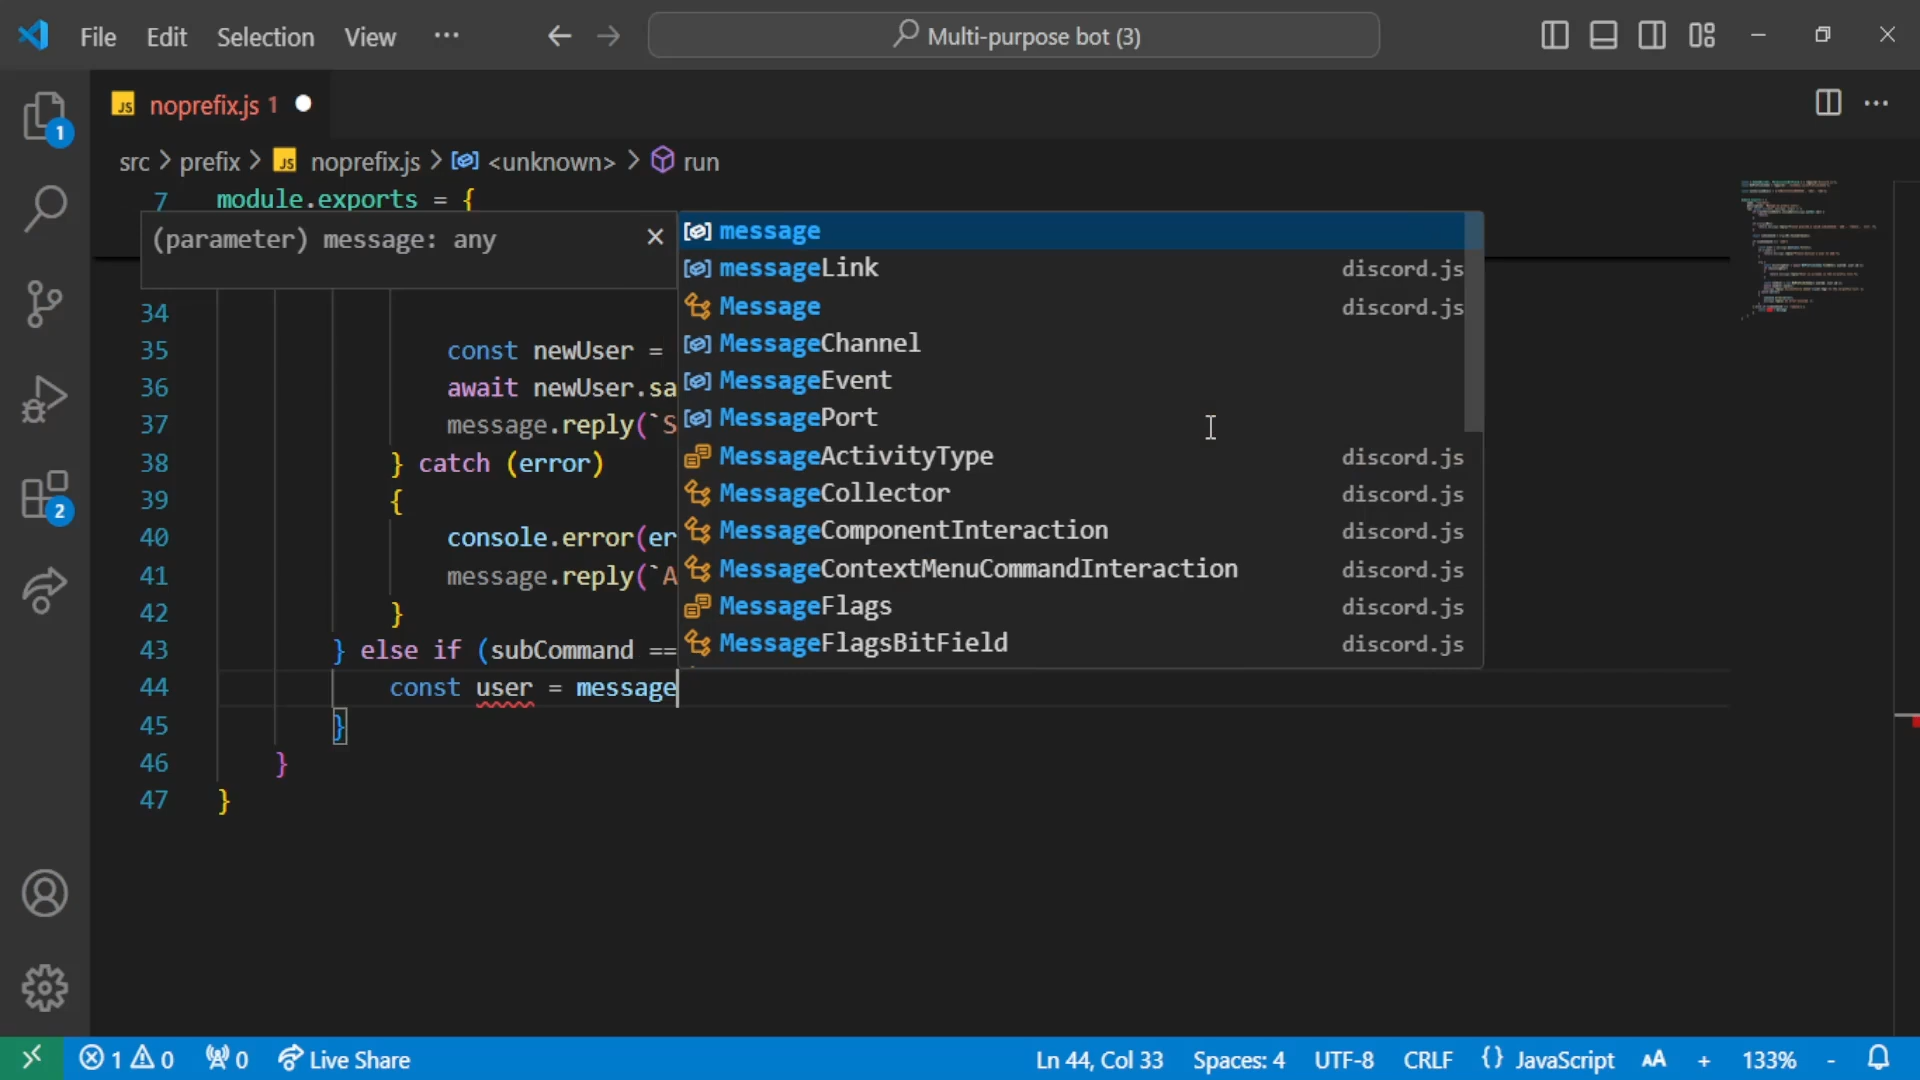 File Edit Selection View ··· Multi-purpose bot (3)
1
2
JS noprefix.js 1
src > prefix > JS noprefix.js > <unknown> > run
7 module.exports = {
(parameter) message: any
message
messageLink discord.js
Message discord.js
MessageChannel
MessageEvent
MessagePort
MessageActivityType discord.js
MessageCollector discord.js
MessageComponentInteraction discord.js
MessageContextMenuCommandInteraction discord.js
MessageFlags discord.js
MessageFlagsBitField discord.js
34
35 const newUser =
36 await newUser.sa
37 message.reply(`S
38 } catch (error)
39 {
40 console.error(er
41 message.reply(`A
42 }
43 } else if (subCommand ==
44 const user = message
45 }
46 }
47 }
1 0 0 Live Share Ln 44, Col 33 Spaces: 4 UTF-8 CRLF {} JavaScript AA + 133% -